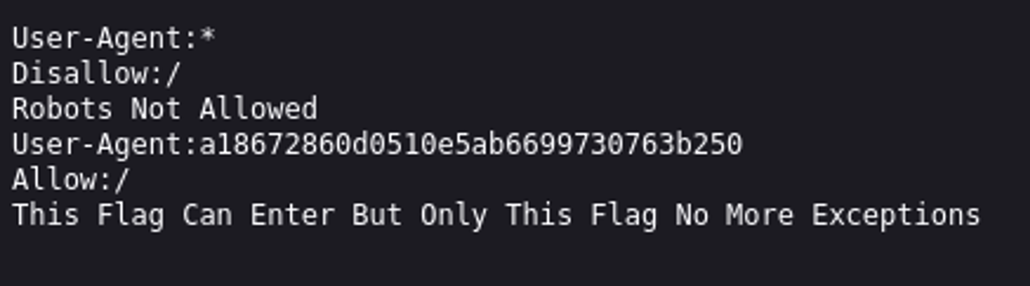 User-Agent:*
Disallow:/
Robots Not Allowed
User-Agent:a18672860d0510e5ab6699730763b250
Allow:/
This Flag Can Enter But Only This Flag No More Exceptions